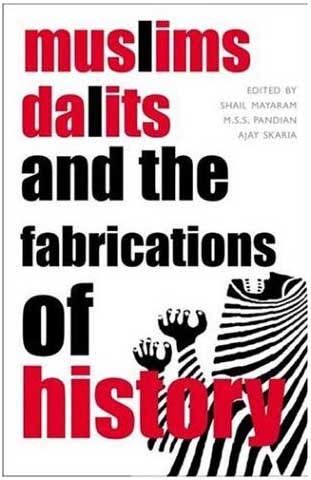 muslims
dalits
EDITED BY
SHAIL MAYARAM
M.S.S. PANDIAN
AJAY SKARIA
and the
fabrications
of
history